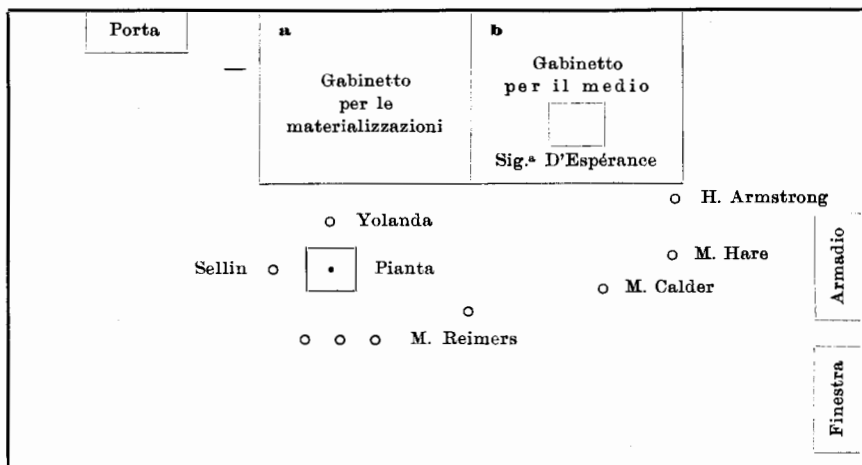 Porta
a
Gabinetto
per le
materializzazioni
b
Gabinetto
per il medio
Sig.ª D'Espérance
H. Armstrong
Yolanda
Sellin
Pianta
M. Hare
M. Calder
M. Reimers
Armadio
Finestra